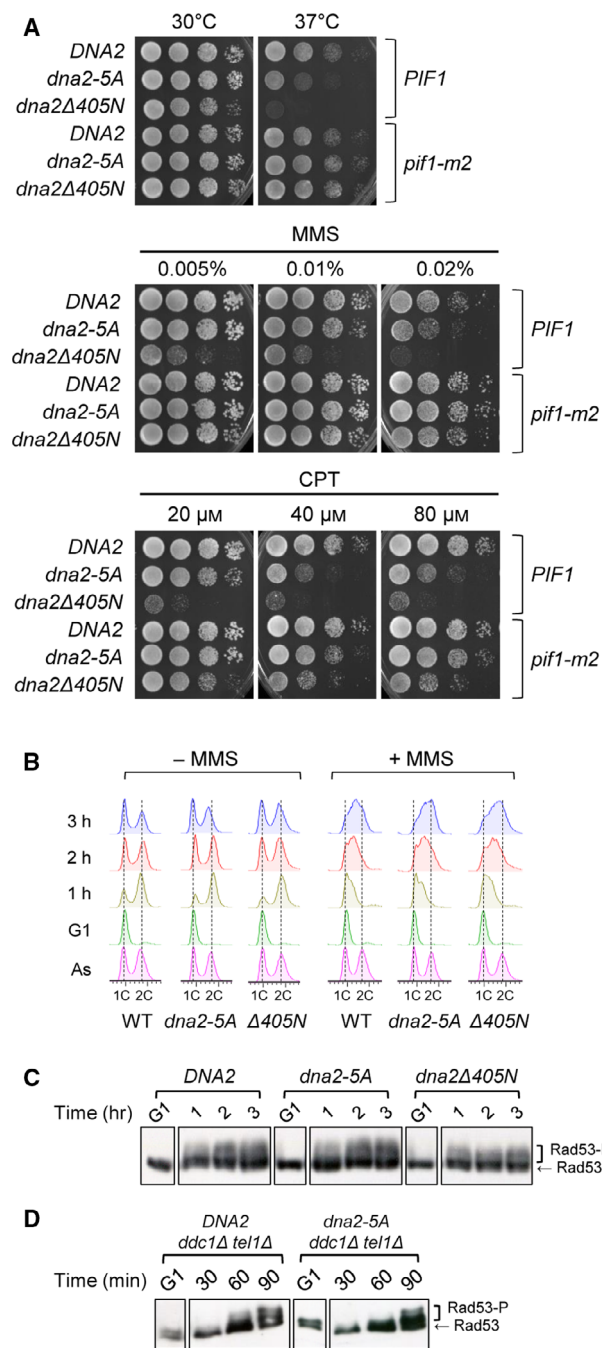 A
30°C 37°C
DNA2
dna2-5A
dna2Δ405N
PIF1
DNA2
dna2-5A
dna2Δ405N
pif1-m2
MMS
0.005% 0.01% 0.02%
DNA2
dna2-5A
dna2Δ405N
PIF1
DNA2
dna2-5A
dna2Δ405N
pif1-m2
CPT
20 μM 40 μM 80 μM
DNA2
dna2-5A
dna2Δ405N
PIF1
DNA2
dna2-5A
dna2Δ405N
pif1-m2
B
– MMS + MMS
3 h
2 h
1 h
G1
As
1C 2C 1C 2C 1C 2C 1C 2C 1C 2C 1C 2C
WT dna2-5A Δ405N WT dna2-5A Δ405N
C
DNA2 dna2-5A dna2Δ405N
Time (hr) G1 1 2 3 G1 1 2 3 G1 1 2 3
Rad53-
← Rad53
D
DNA2 dna2-5A
ddc1Δ tel1Δ ddc1Δ tel1Δ
Time (min) G1 30 60 90 G1 30 60 90
Rad53-P
← Rad53